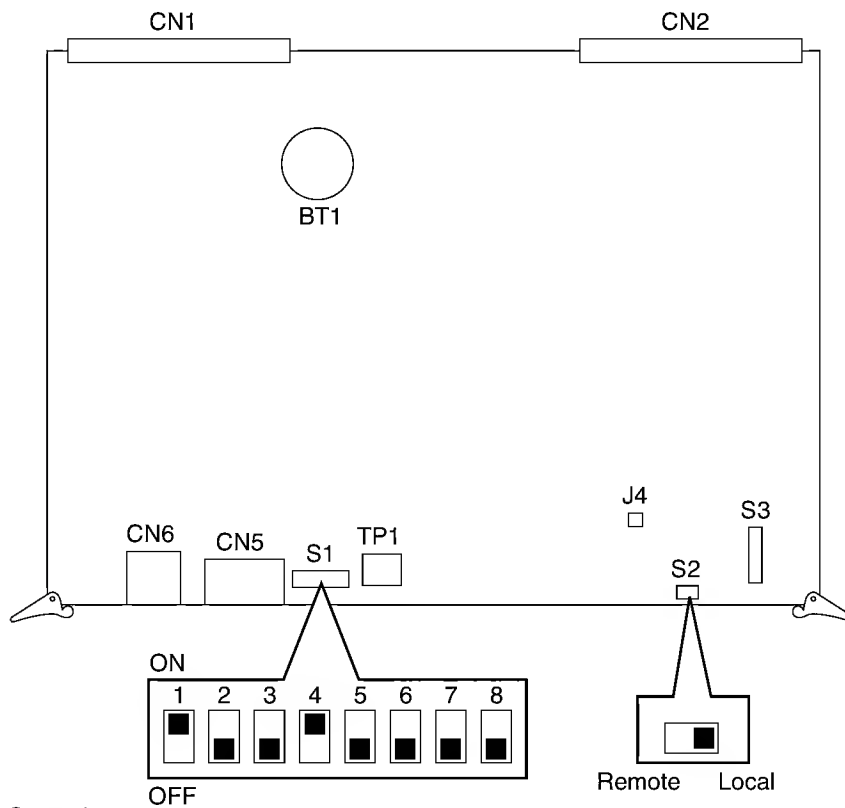 CN1
CN2
BT1
J4
S3
CN6
CN5
S1
TP1
S2
ON
1 2 3 4 5 6 7 8
OFF
Remote Local